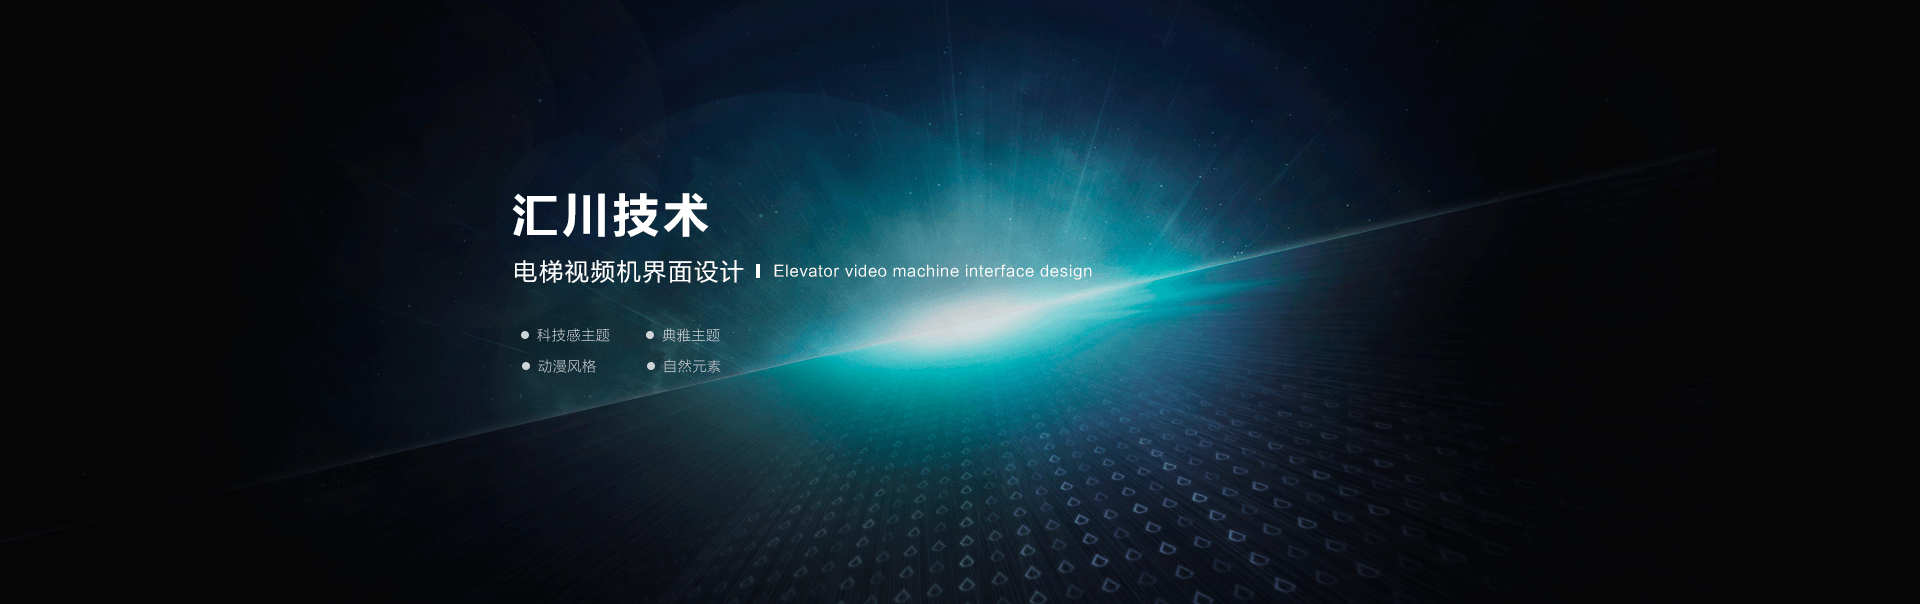 汇川技术
电梯视频机界面设计 Elevator video machine interface design
科技感主题 典雅主题
动漫风格 自然元素